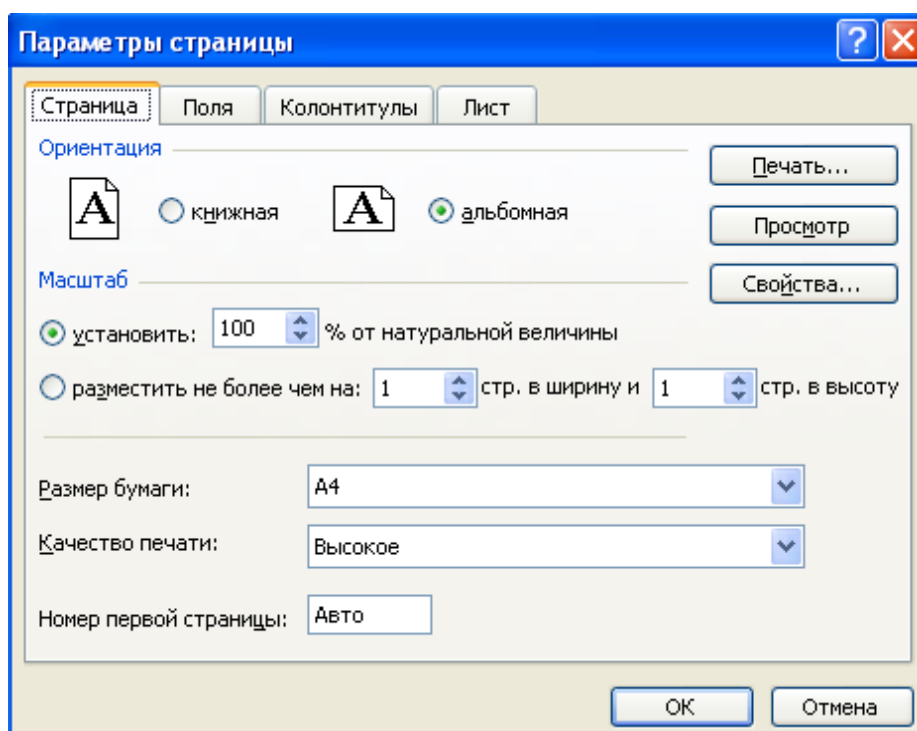 Параметры страницы
Страница Поля Колонтитулы Лист
Ориентация
Печать...
A книжная A альбомная
Просмотр
Масштаб
Свойства...
установить: 100 % от натуральной величины
разместить не более чем на: 1 стр. в ширину и 1 стр. в высоту
Размер бумаги: A4
Качество печати: Высокое
Номер первой страницы: Авто
ОК Отмена